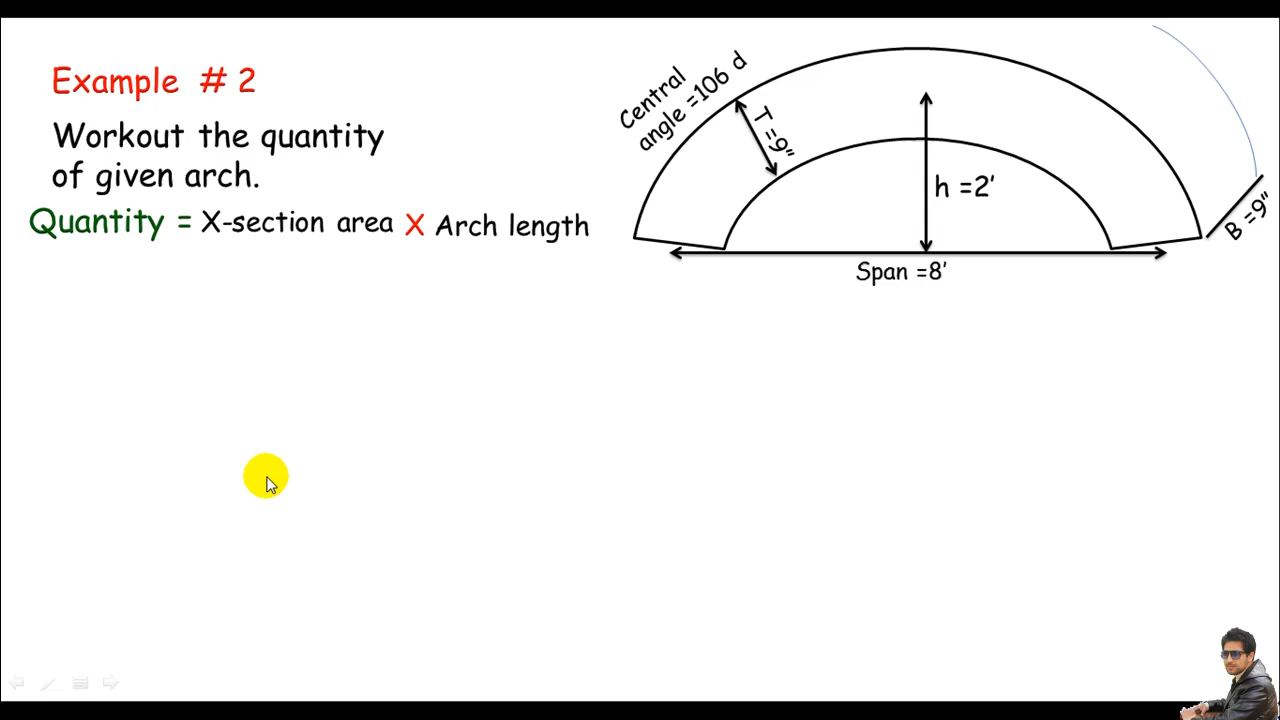 Example # 2
Workout the quantity
of given arch.
Quantity = X-section area X Arch length
Central
angle =106 d
T =9”
h =2’
B =9”
Span =8’